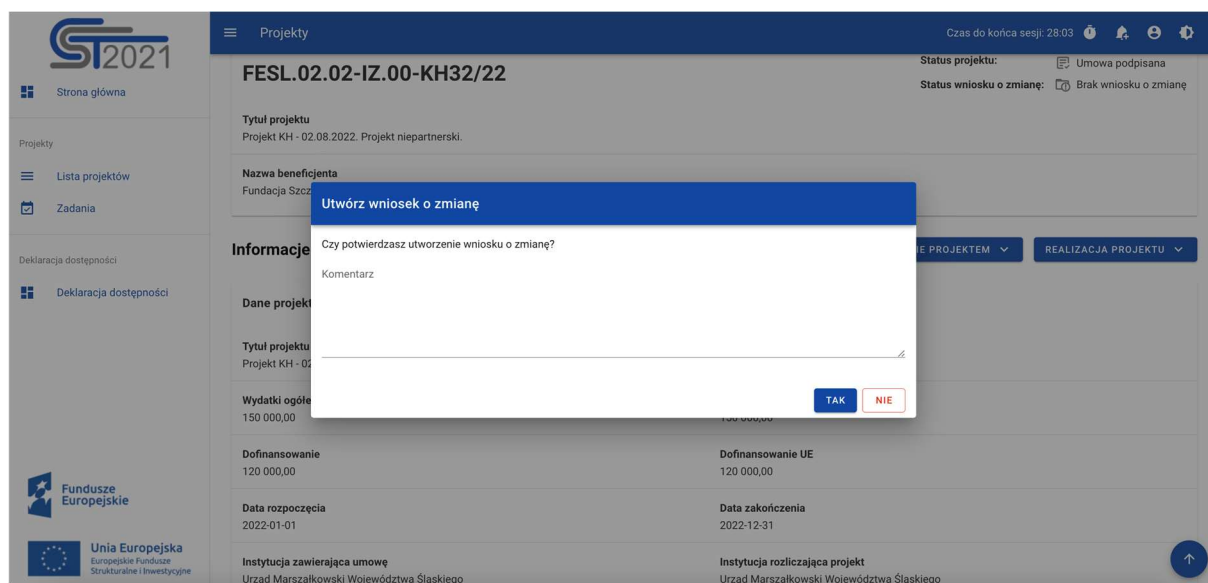 ST2021
Projekty
Czas do końca sesji: 28:03
Strona główna
Projekty
Lista projektów
Zadania
Deklaracja dostępności
Deklaracja dostępności
FESL.02.02-IZ.00-KH32/22
Status projektu: Umowa podpisana
Status wniosku o zmianę: Brak wniosku o zmianę
Tytuł projektu
Projekt KH - 02.08.2022. Projekt niepartnerski.
Nazwa beneficjenta
Fundacja
Utwórz wniosek o zmianę
Czy potwierdzasz utworzenie wniosku o zmianę?
Komentarz
TAK NIE
Informacje
PROJEKTEM
REALIZACJA PROJEKTU
Dane
Tytuł projektu
Projekt KH -
Wydatki
150 000,00
Dofinansowanie Dofinansowanie UE
120 000,00 120 000,00
Data rozpoczęcia Data zakończenia
2022-01-01 2022-12-31
Instytucja zawierająca umowę Instytucja rozliczająca projekt
Urząd Marszałkowski Województwa Śląskiego Urząd Marszałkowski Województwa Śląskiego
Fundusze
Europejskie
Unia Europejska
Europejskie Fundusze
Strukturalne i Inwestycyjne